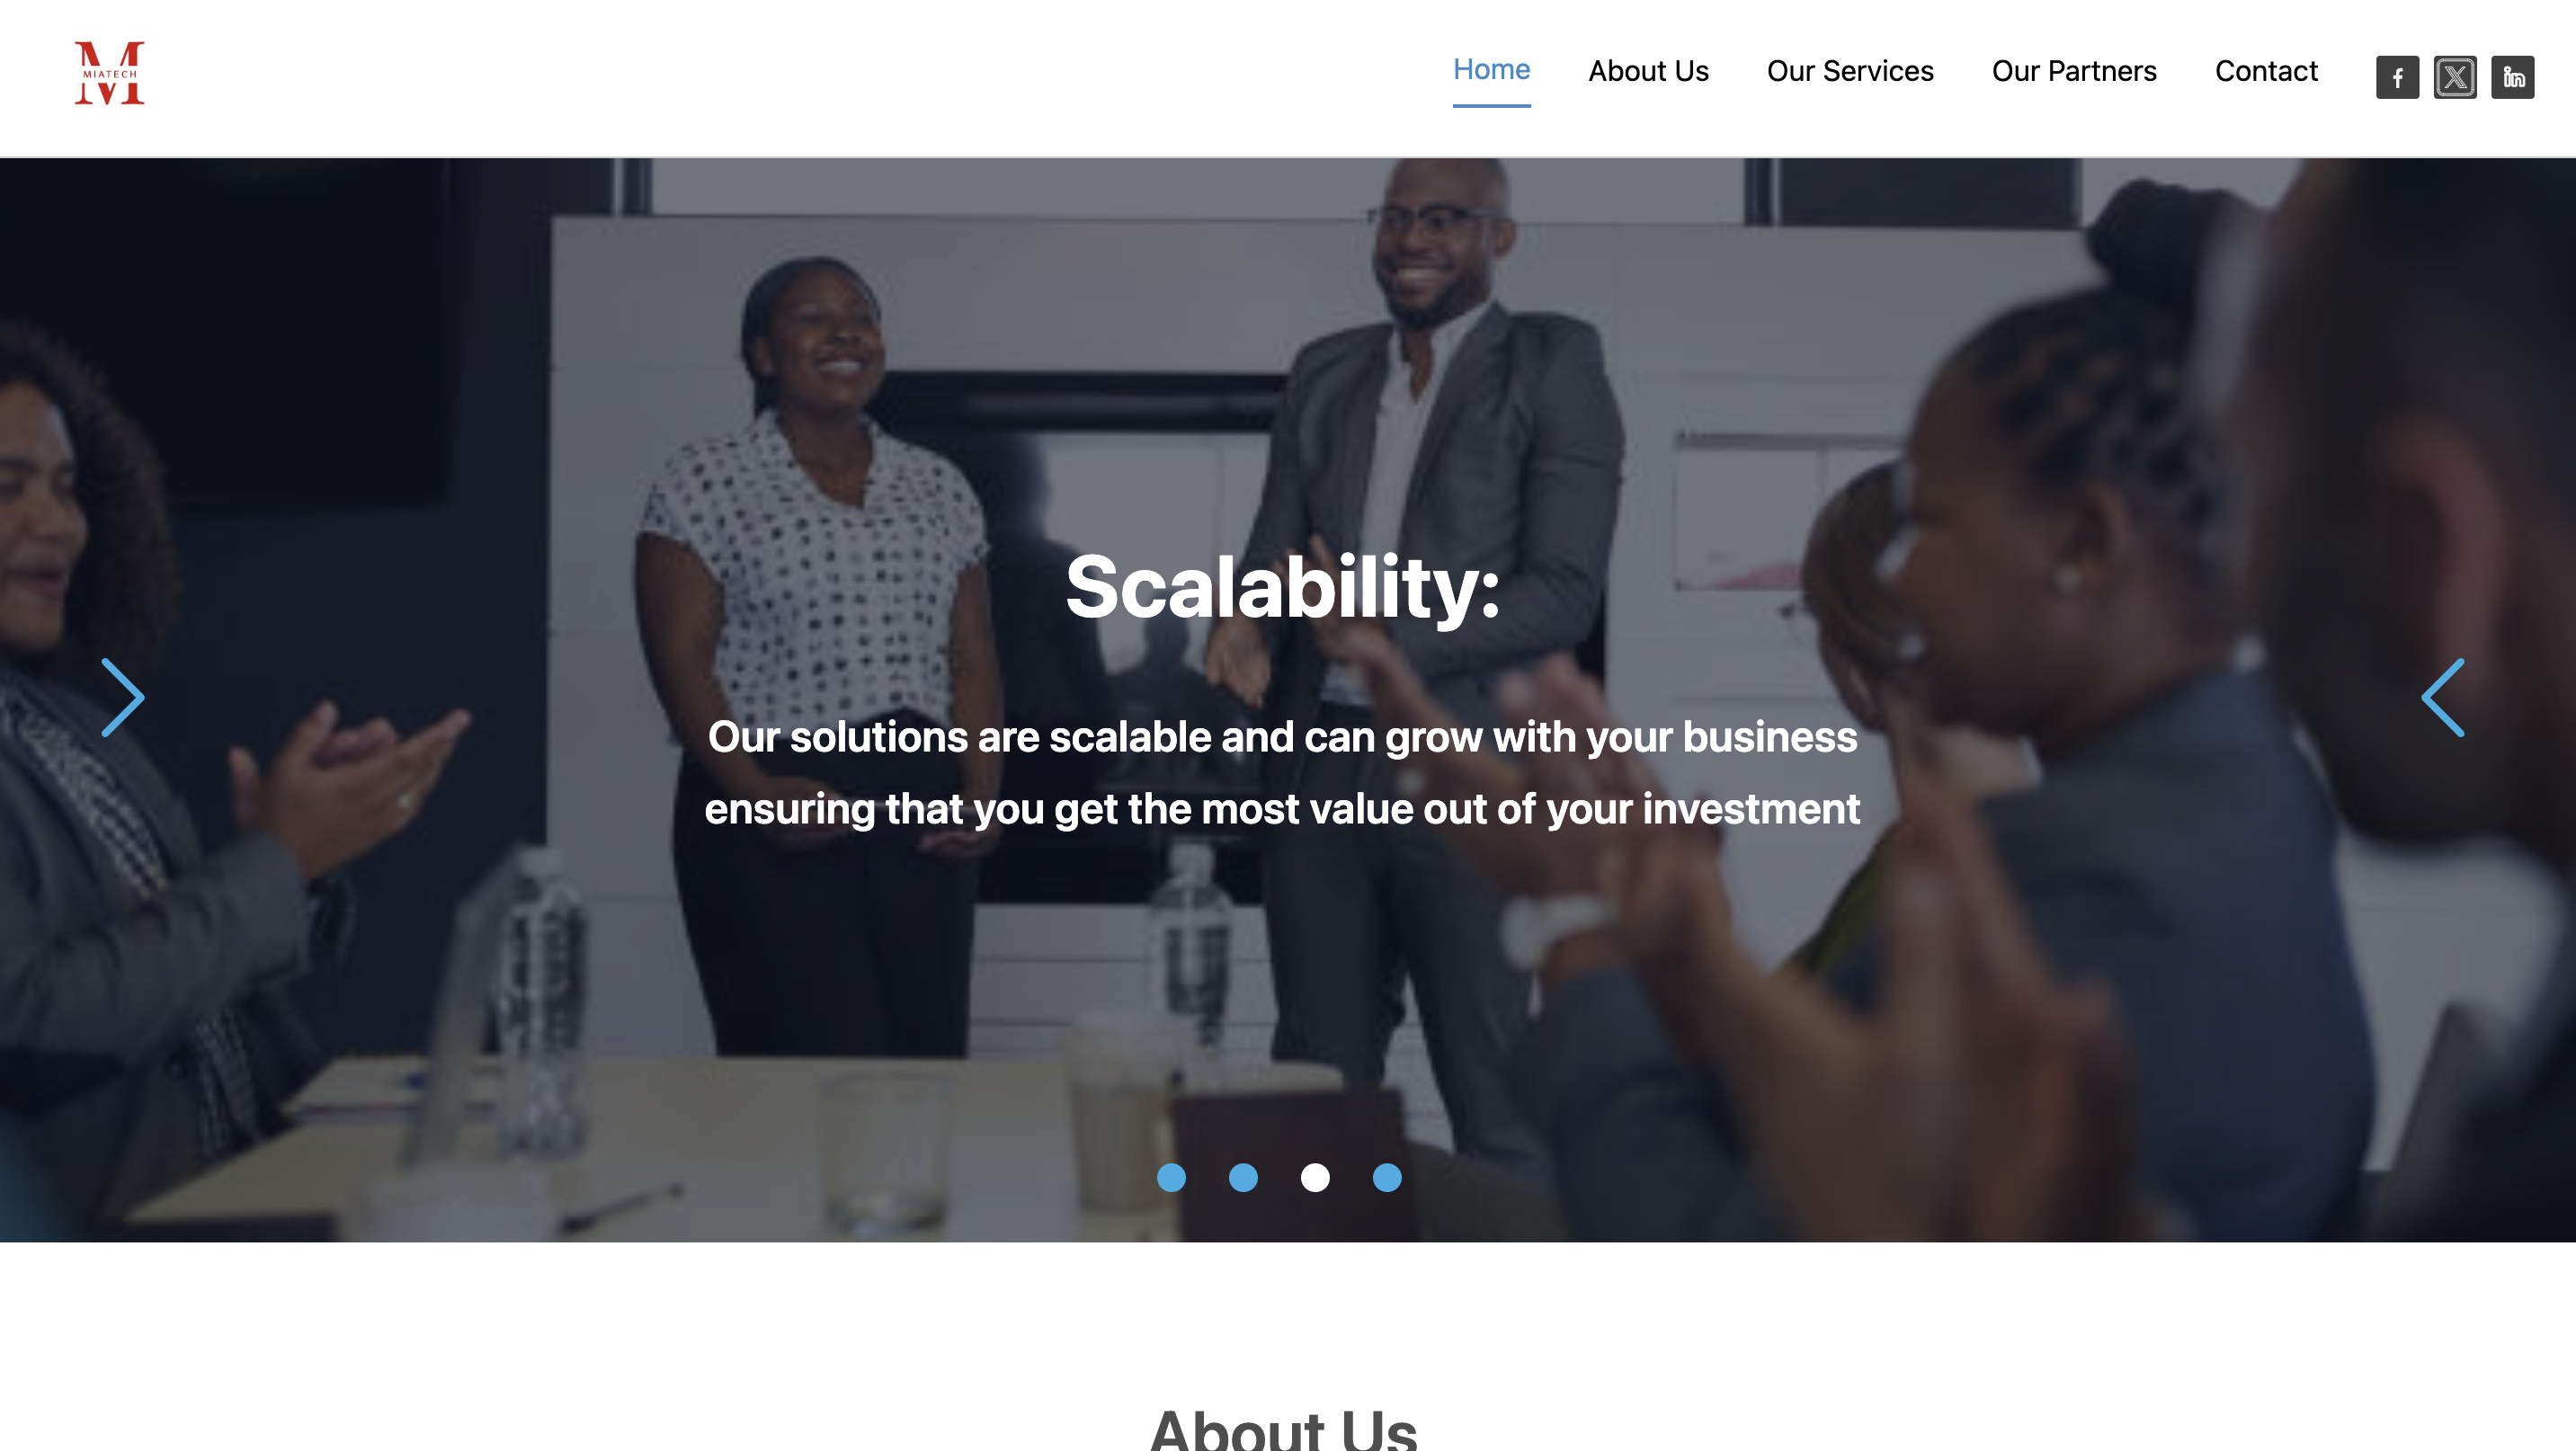 MIATECH
Home
About Us
Our Services
Our Partners
Contact
Scalability:
Our solutions are scalable and can grow with your business
ensuring that you get the most value out of your investment
About Us